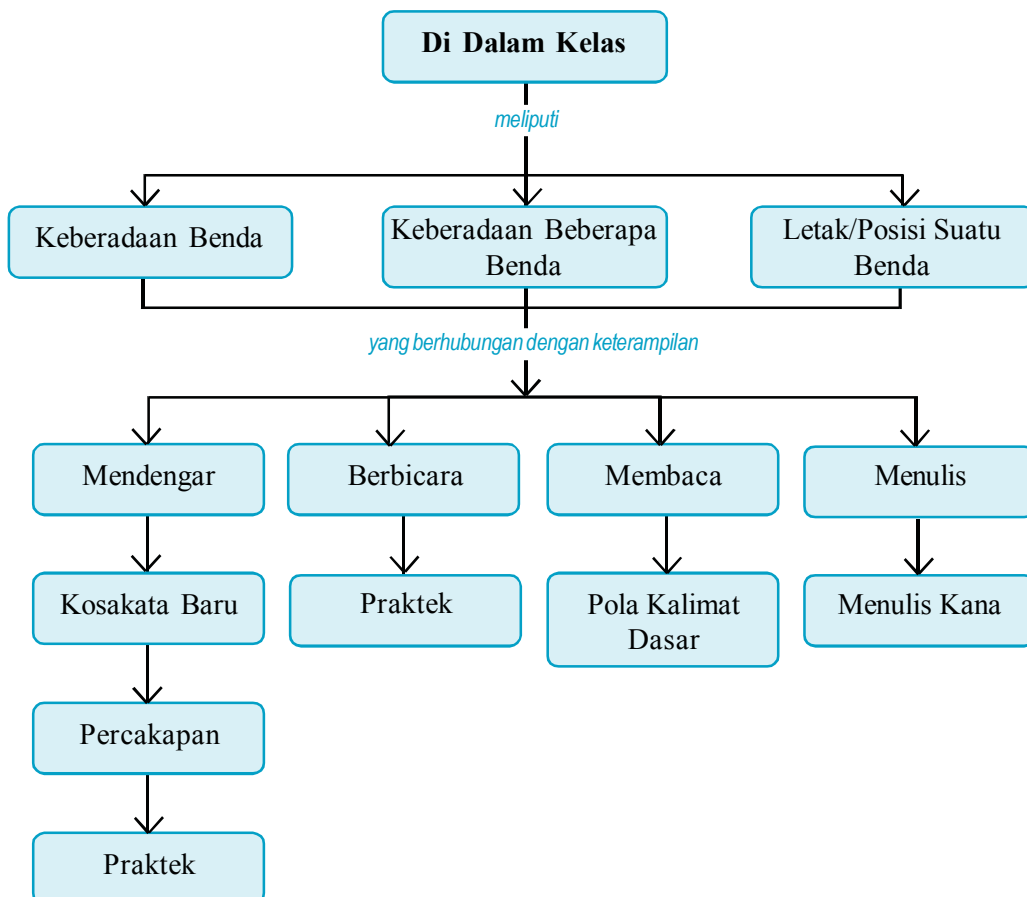 Di Dalam Kelas
meliputi
Keberadaan Benda
Keberadaan Beberapa
Benda
Letak/Posisi Suatu
Benda
yang berhubungan dengan keterampilan
Mendengar
Berbicara
Membaca
Menulis
Kosakata Baru
Praktek
Pola Kalimat
Dasar
Menulis Kana
Percakapan
Praktek